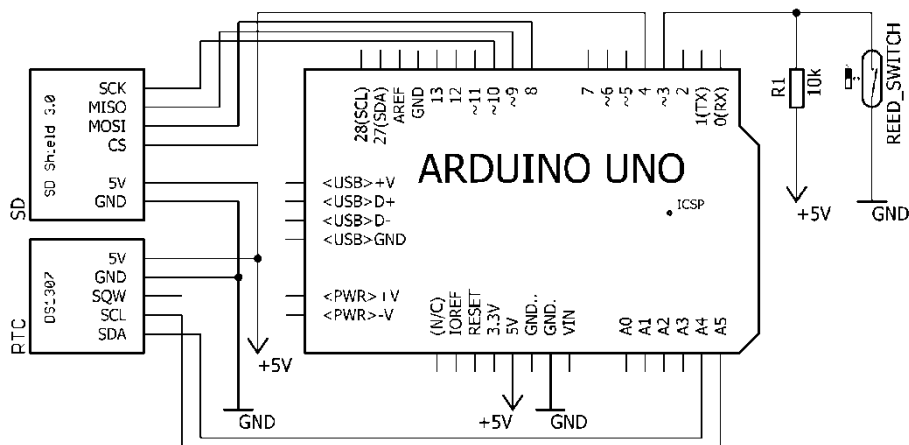 SCK
MISO
MOSI
CS
5V
GND
SD Shield 3.0
SD
5V
GND
SQW
SCL
SDA
DS1307
RTC
+5V
GND
28(SCL)
27(SDA)
AREF
GND
13
12
~11
~10
~9
8
7
~6
~5
4
~3
2
1(TX)
0(RX)
ARDUINO UNO
ICSP
<USB>+V
<USB>D+
<USB>D-
<USB>GND
<PWR>+V
<PWR>-V
(N/C)
IOREF
RESET
3.3V
5V
GND..
GND.
VIN
A0
A1
A2
A3
A4
A5
+5V
GND
R1
10k
REED_SWITCH
+5V
GND